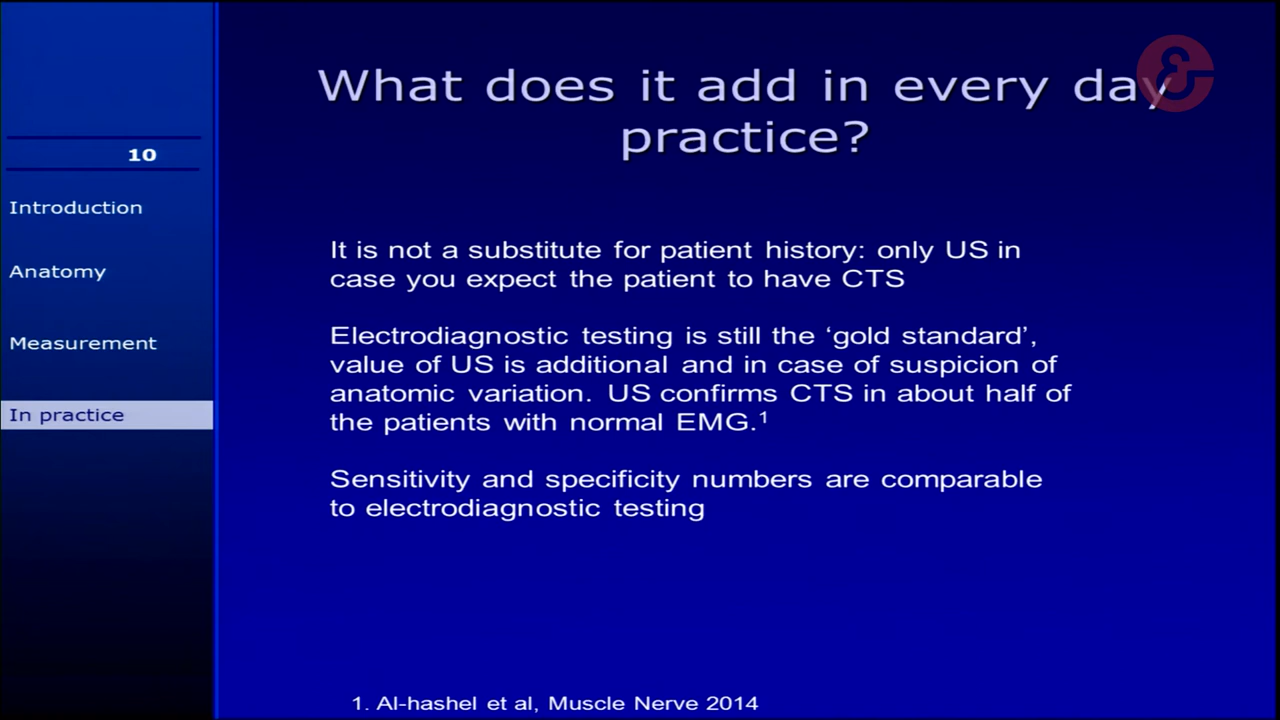 What does it add in every day
practice?
10
Introduction
Anatomy
Measurement
In practice
It is not a substitute for patient history: only US in
case you expect the patient to have CTS
Electrodiagnostic testing is still the ‘gold standard’,
value of US is additional and in case of suspicion of
anatomic variation. US confirms CTS in about half of
the patients with normal EMG.¹
Sensitivity and specificity numbers are comparable
to electrodiagnostic testing
1. Al-hashel et al, Muscle Nerve 2014